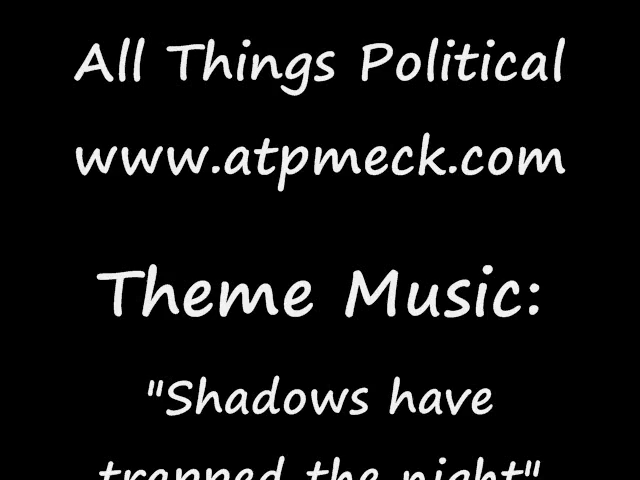 All Things Political
www.atpmeck.com
Theme Music:
"Shadows have
trapped the night"